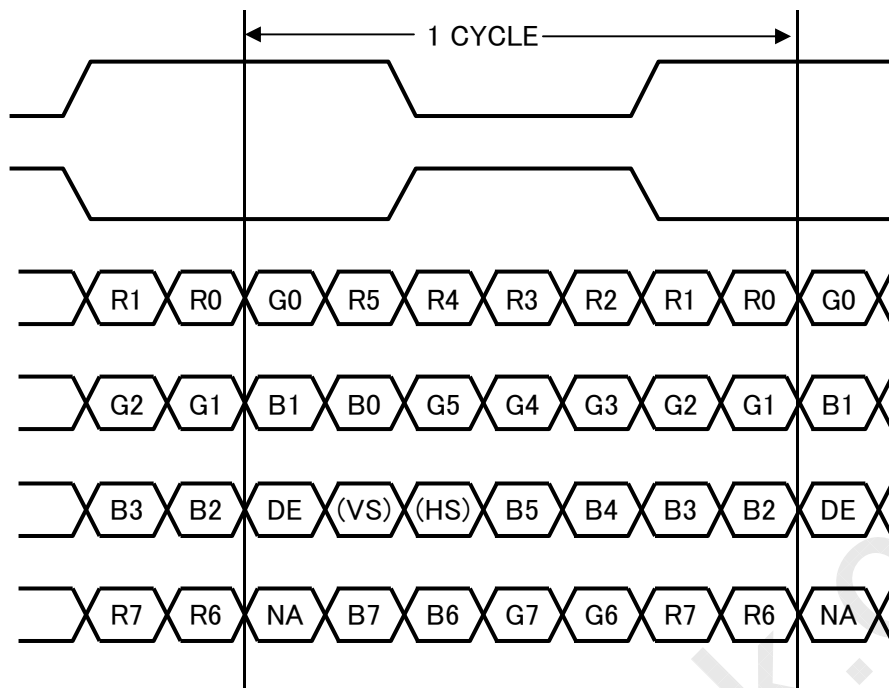 1 CYCLE
R1 R0 G0 R5 R4 R3 R2 R1 R0 G0
G2 G1 B1 B0 G5 G4 G3 G2 G1 B1
B3 B2 DE (VS) (HS) B5 B4 B3 B2 DE
R7 R6 NA B7 B6 G7 G6 R7 R6 NA